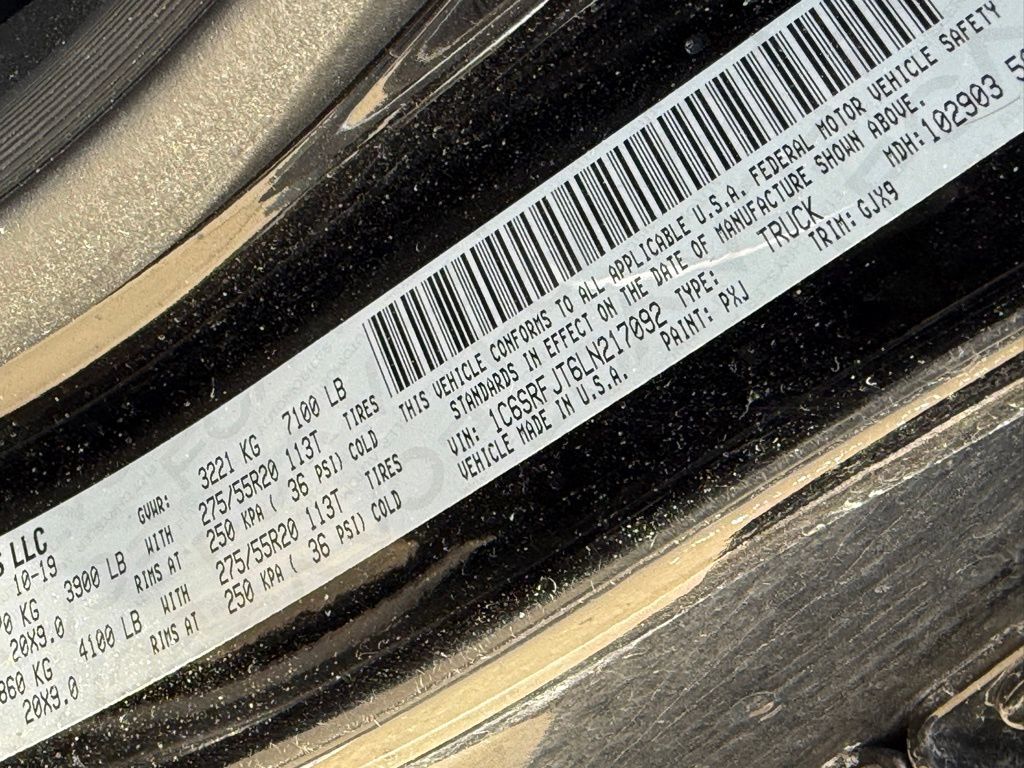 S LLC
10-19
GVWR: 3221 KG 7100 LB
70 KG 3900 LB WITH 275/55R20 113T TIRES
20X9.0 RIMS AT 250 KPA ( 36 PSI) COLD
860 KG 4100 LB WITH 275/55R20 113T TIRES
20X9.0 RIMS AT 250 KPA ( 36 PSI) COLD
THIS VEHICLE CONFORMS TO ALL APPLICABLE U.S.A. FEDERAL MOTOR VEHICLE SAFETY
STANDARDS IN EFFECT ON THE DATE OF MANUFACTURE SHOWN ABOVE.
VIN: 1C6SRFJT6LN217092 TYPE: TRUCK MDH: 102903
VEHICLE MADE IN U.S.A. PAINT: PXJ TRIM: GJX9